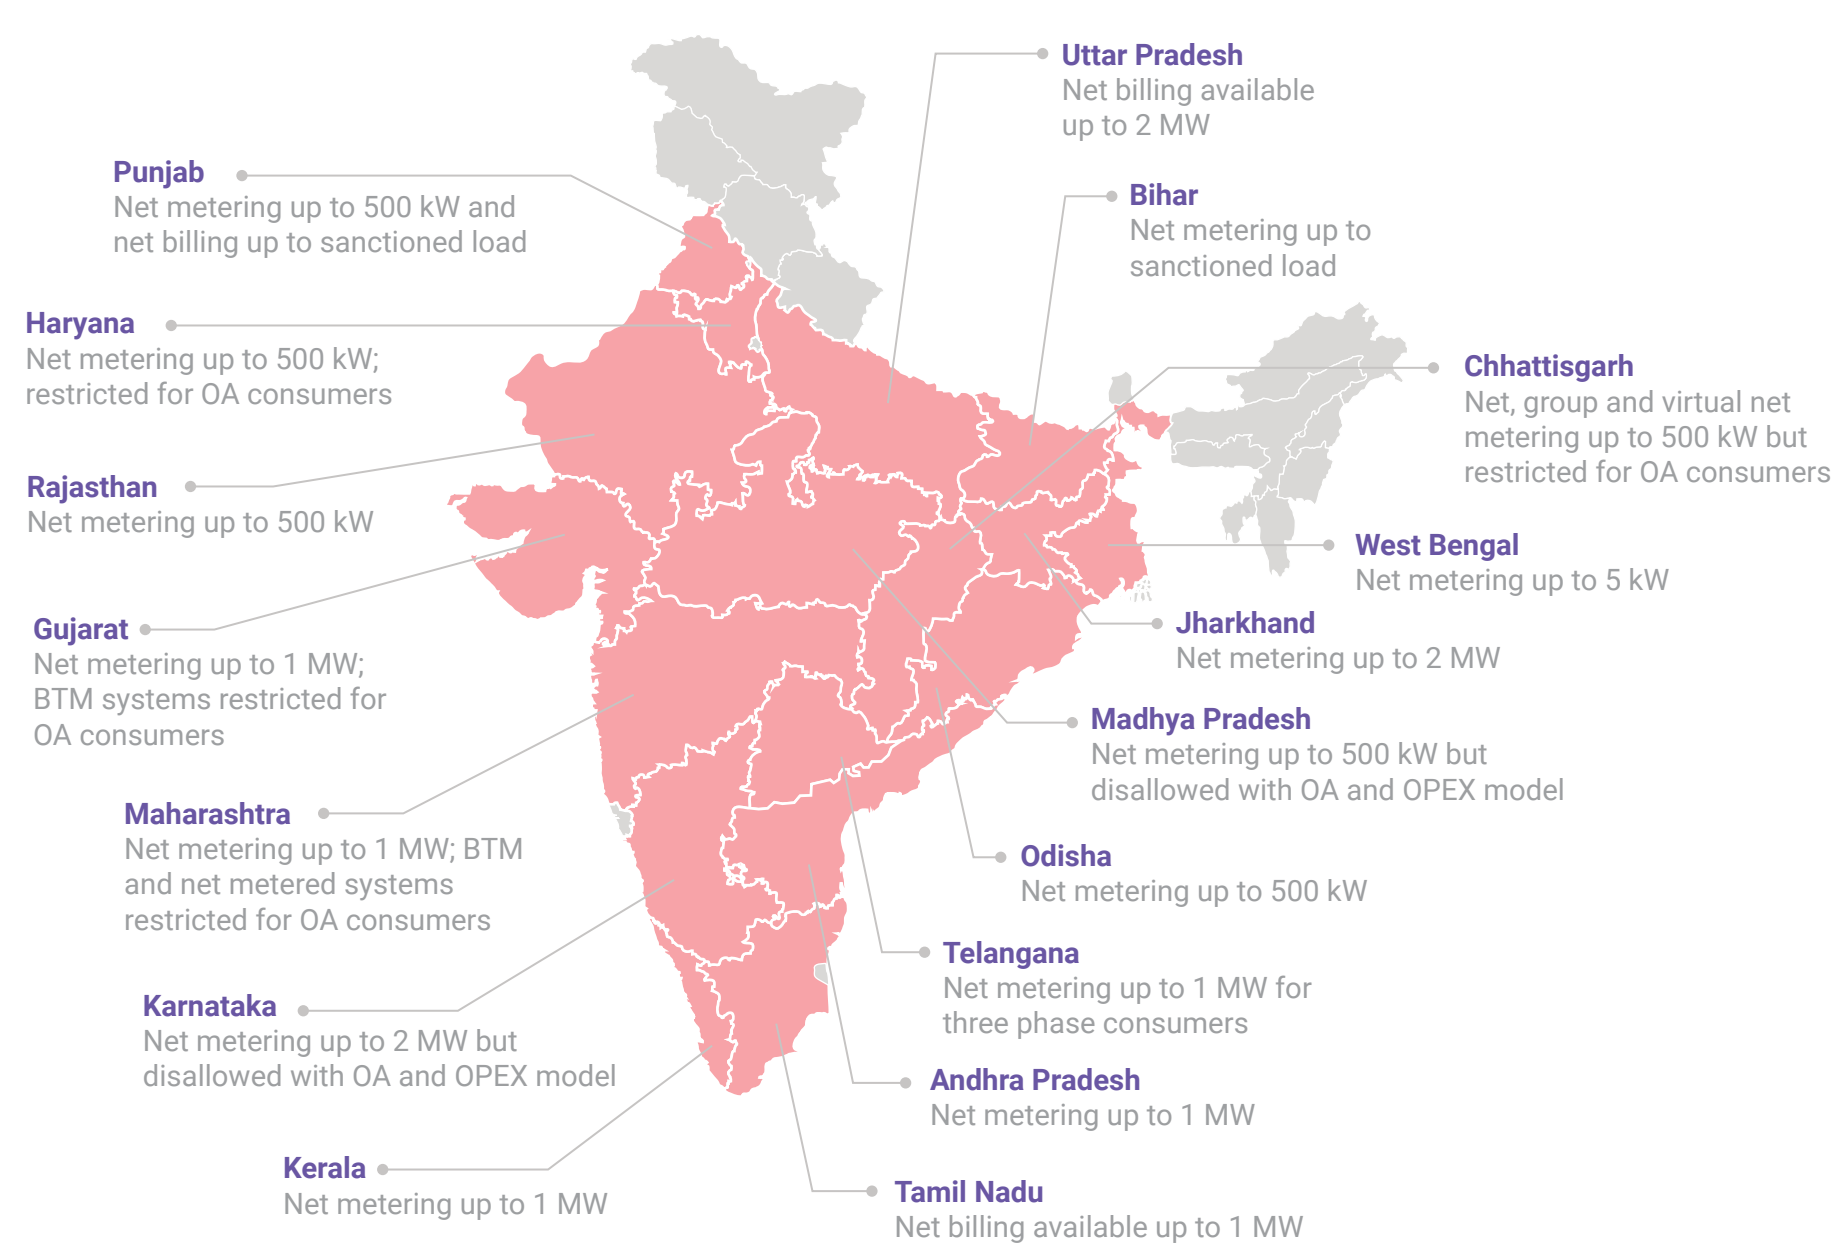 Uttar Pradesh
Net billing available
up to 2 MW
Punjab
Net metering up to 500 kW and
net billing up to sanctioned load
Bihar
Net metering up to
sanctioned load
Haryana
Net metering up to 500 kW;
restricted for OA consumers
Chhattisgarh
Net, group and virtual net
metering up to 500 kW but
restricted for OA consumers
Rajasthan
Net metering up to 500 kW
West Bengal
Net metering up to 5 kW
Gujarat
Net metering up to 1 MW;
BTM systems restricted for
OA consumers
Jharkhand
Net metering up to 2 MW
Madhya Pradesh
Net metering up to 500 kW but
disallowed with OA and OPEX model
Maharashtra
Net metering up to 1 MW; BTM
and net metered systems
restricted for OA consumers
Odisha
Net metering up to 500 kW
Telangana
Net metering up to 1 MW for
three phase consumers
Karnataka
Net metering up to 2 MW but
disallowed with OA and OPEX model
Andhra Pradesh
Net metering up to 1 MW
Kerala
Net metering up to 1 MW
Tamil Nadu
Net billing available up to 1 MW